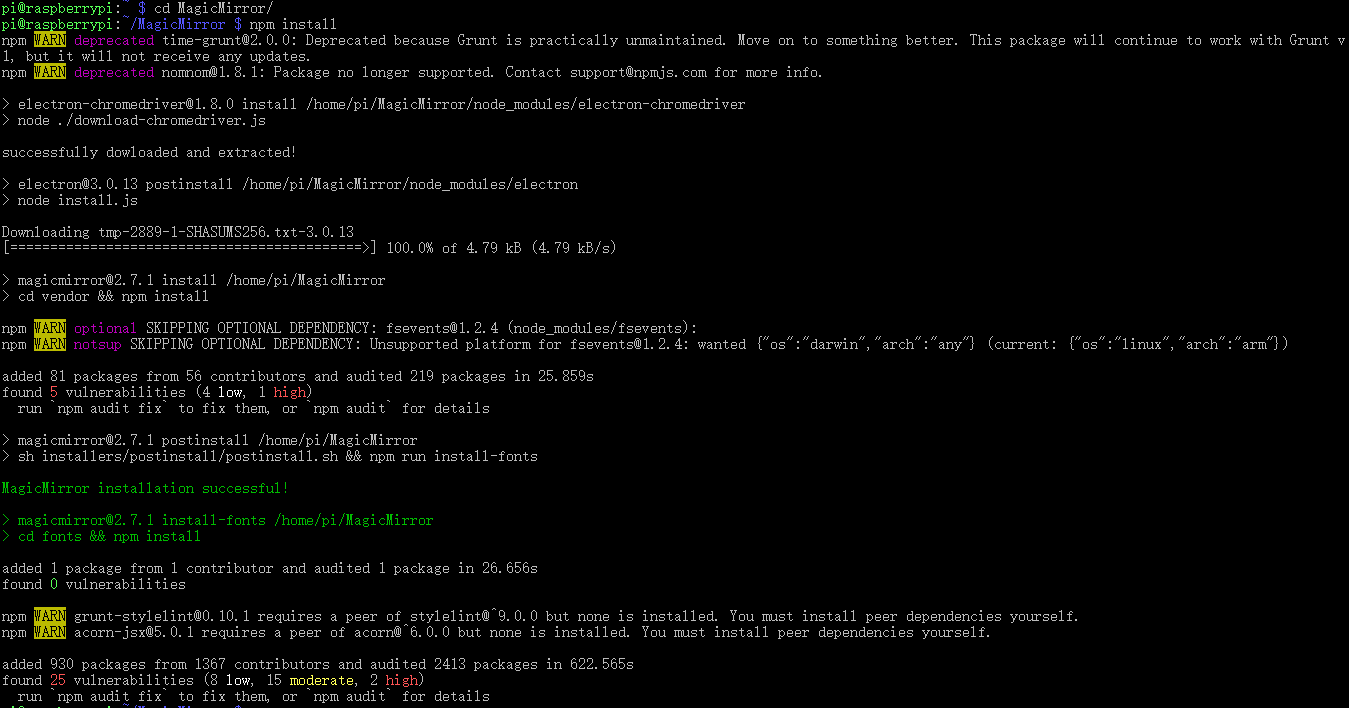 pi@raspberrypi:~ $ cd MagicMirror/
pi@raspberrypi:~/MagicMirror $ npm install
npm WARN deprecated time-grunt@2.0.0: Deprecated because Grunt is practically unmaintained. Move on to something better. This package will continue to work with Grunt v
1, but it will not receive any updates.
npm WARN deprecated nomnom@1.8.1: Package no longer supported. Contact support@npmjs.com for more info.
> electron-chromedriver@1.8.0 install /home/pi/MagicMirror/node_modules/electron-chromedriver
> node ./download-chromedriver.js
successfully dowloaded and extracted!
> electron@3.0.13 postinstall /home/pi/MagicMirror/node_modules/electron
> node install.js
Downloading tmp-2889-1-SHASUMS256.txt-3.0.13
[============================================>] 100.0% of 4.79 kB (4.79 kB/s)
> magicmirror@2.7.1 install /home/pi/MagicMirror
> cd vendor && npm install
npm WARN optional SKIPPING OPTIONAL DEPENDENCY: fsevents@1.2.4 (node_modules/fsevents):
npm WARN notsup SKIPPING OPTIONAL DEPENDENCY: Unsupported platform for fsevents@1.2.4: wanted {"os":"darwin","arch":"any"} (current: {"os":"linux","arch":"arm"})
added 81 packages from 56 contributors and audited 219 packages in 25.859s
found 5 vulnerabilities (4 low, 1 high)
run `npm audit fix` to fix them, or `npm audit` for details
> magicmirror@2.7.1 postinstall /home/pi/MagicMirror
> sh installers/postinstall/postinstall.sh && npm run install-fonts
MagicMirror installation successful!
> magicmirror@2.7.1 install-fonts /home/pi/MagicMirror
> cd fonts && npm install
added 1 package from 1 contributor and audited 1 package in 26.656s
found 0 vulnerabilities
npm WARN grunt-stylelint@0.10.1 requires a peer of stylelint@^9.0.0 but none is installed. You must install peer dependencies yourself.
npm WARN acorn-jsx@5.0.1 requires a peer of acorn@^6.0.0 but none is installed. You must install peer dependencies yourself.
added 930 packages from 1367 contributors and audited 2413 packages in 622.565s
found 25 vulnerabilities (8 low, 15 moderate, 2 high)
run `npm audit fix` to fix them, or `npm audit` for details